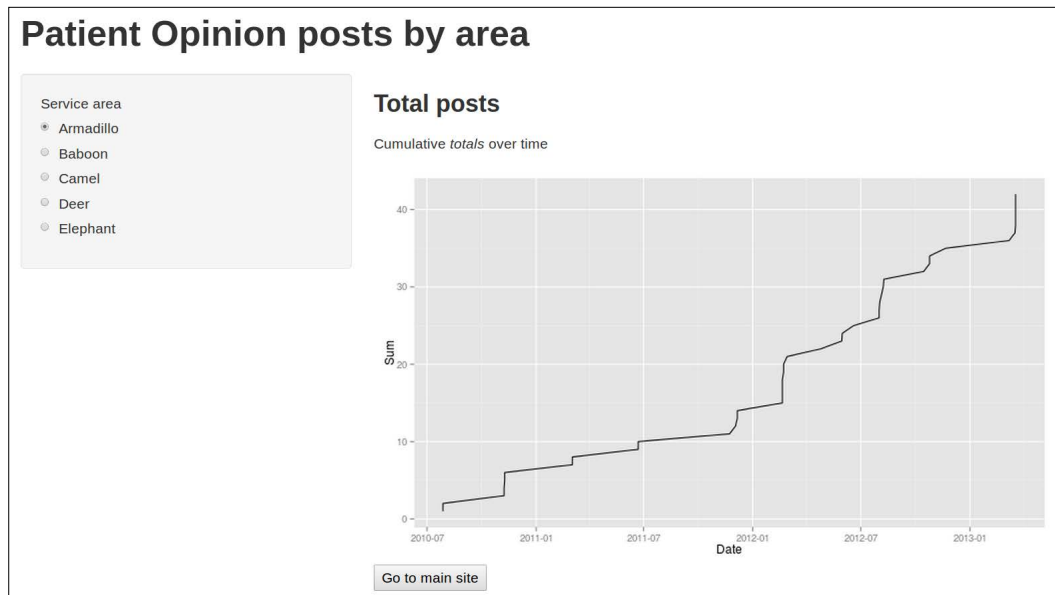 Patient Opinion posts by area
Service area
Armadillo
Baboon
Camel
Deer
Elephant
Total posts
Cumulative totals over time
40
30
20
10
0
Sum
2010-07 2011-01 2011-07 2012-01 2012-07 2013-01
Date
Go to main site